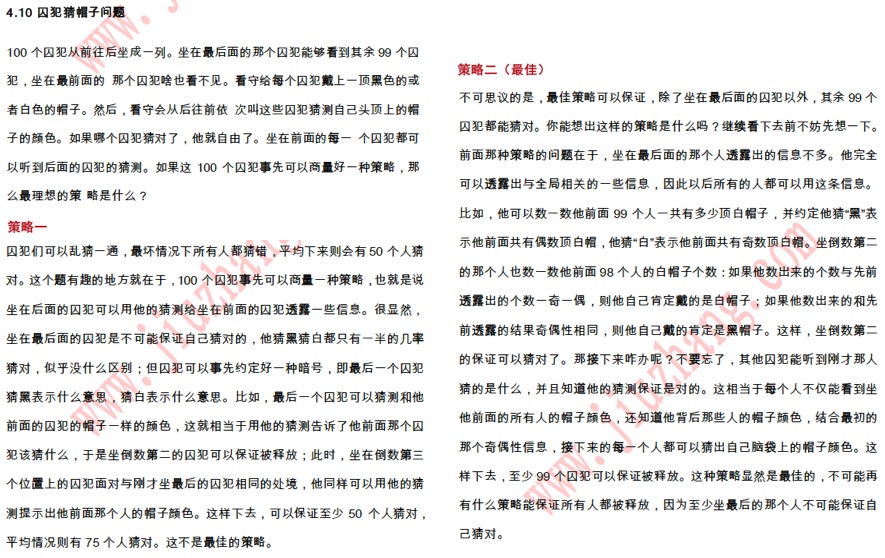 4.10 囚犯猜帽子问题
100 个囚犯从前往后坐成一列。坐在最后面的那个囚犯能够看到其余 99 个囚
犯，坐在最前面的 那个囚犯啥也看不见。看守给每个囚犯戴上一顶黑色的或
者白色的帽子。然后，看守会从后往前依 次叫这些囚犯猜测自己头顶上的帽
子的颜色。如果哪个囚犯猜对了，他就自由了。坐在前面的每一 个囚犯都可
以听到后面的囚犯的猜测。如果这 100 个囚犯事先可以商量好一种策略，那
么最理想的策 略是什么？
策略一
囚犯们可以乱猜一通，最坏情况下所有人都猜错，平均下来则会有 50 个人猜
对。这个题有趣的地方就在于，100 个囚犯事先可以商量一种策略，也就是说
坐在后面的囚犯可以用他的猜测给坐在前面的囚犯透露一些信息。很显然，
坐在最后面的囚犯是不可能保证自己猜对的，他猜黑猜白都只有一半的几率
猜对，似乎没什么区别；但囚犯可以事先约定好一种暗号，即最后一个囚犯
猜黑表示什么意思，猜白表示什么意思。比如，最后一个囚犯可以猜测和他
前面的囚犯的帽子一样的颜色，这就相当于用他的猜测告诉了他前面那个囚
犯该猜什么，于是坐倒数第二的囚犯可以保证被释放；此时，坐在倒数第三
个位置上的囚犯面对与刚才坐最后的囚犯相同的处境，他同样可以用他的猜
测提示出他前面那个人的帽子颜色。这样下去，可以保证至少 50 个人猜对，
平均情况则有 75 个人猜对。这不是最佳的策略。
策略二（最佳）
不可思议的是，最佳策略可以保证，除了坐在最后面的囚犯以外，其余 99 个
囚犯都能猜对。你能想出这样的策略是什么吗？继续看下去前不妨先想一下。
前面那种策略的问题在于，坐在最后面的那个人透露出的信息不多。他完全
可以透露出与全局相关的一些信息，因此以后所有的人都可以用这条信息。
比如，他可以数一数他前面 99 个人一共有多少顶白帽子，并约定他猜“黑”表
示他前面共有偶数顶白帽，他猜“白”表示他前面共有奇数顶白帽。坐倒数第二
的那个人也数一数他前面 98 个人的白帽子个数：如果他数出来的个数与先前
透露出的个数一奇一偶，则他自己肯定戴的是白帽子；如果他数出来的和先
前透露的结果奇偶性相同，则他自己戴的肯定是黑帽子。这样，坐倒数第二
的保证可以猜对了。那接下来咋办呢？不要忘了，其他囚犯能听到刚才那人
猜的是什么，并且知道他的猜测保证是对的。这相当于每个人不仅能看到坐
他前面的所有人的帽子颜色，还知道他背后那些人的帽子颜色，结合最初的
那个奇偶性信息，接下来的每一个人都可以猜出自己脑袋上的帽子颜色。这
样下去，至少 99 个囚犯可以保证被释放。这种策略显然是最佳的，不可能再
有什么策略能保证所有人都被释放，因为至少坐最后的那个人不可能保证自
己猜对。
www.jiuzhang.com
www.jiuzhang.com